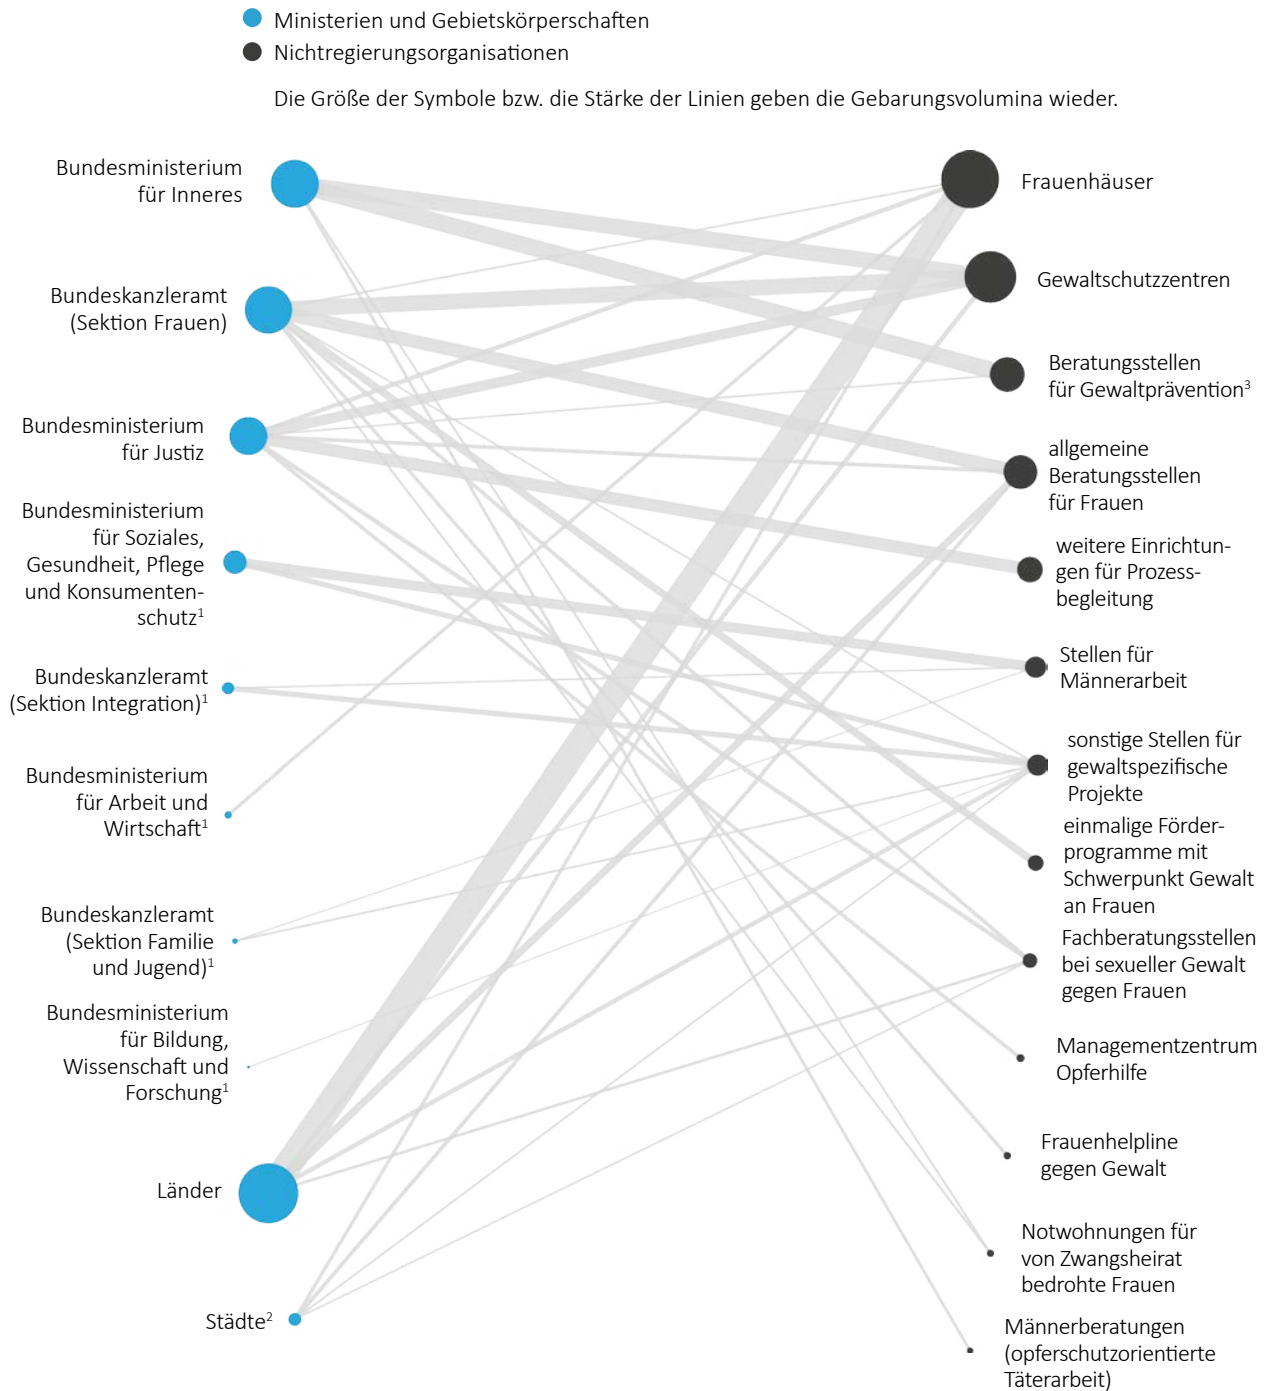 Ministerien und Gebietskörperschaften
Nichtregierungsorganisationen
Die Größe der Symbole bzw. die Stärke der Linien geben die Gebarungsvolumina wieder.
Bundesministerium
für Inneres
Bundeskanzleramt
(Sektion Frauen)
Bundesministerium
für Justiz
Bundesministerium
für Soziales,
Gesundheit, Pflege
und Konsumenten-
schutz¹
Bundeskanzleramt
(Sektion Integration)¹
Bundesministerium
für Arbeit und
Wirtschaft¹
Bundeskanzleramt
(Sektion Familie
und Jugend)¹
Bundesministerium
für Bildung,
Wissenschaft und
Forschung¹
Länder
Städte²
Frauenhäuser
Gewaltschutzzentren
Beratungsstellen
für Gewaltprävention³
allgemeine
Beratungsstellen
für Frauen
weitere Einrichtun-
gen für Prozess-
begleitung
Stellen für
Männerarbeit
sonstige Stellen für
gewaltspezifische
Projekte
einmalige Förder-
programme mit
Schwerpunkt Gewalt
an Frauen
Fachberatungsstellen
bei sexueller Gewalt
gegen Frauen
Managementzentrum
Opferhilfe
Frauenhelpline
gegen Gewalt
Notwohnungen für
von Zwangsheirat
bedrohte Frauen
Männerberatungen
(opferschutzorientierte
Täterarbeit)